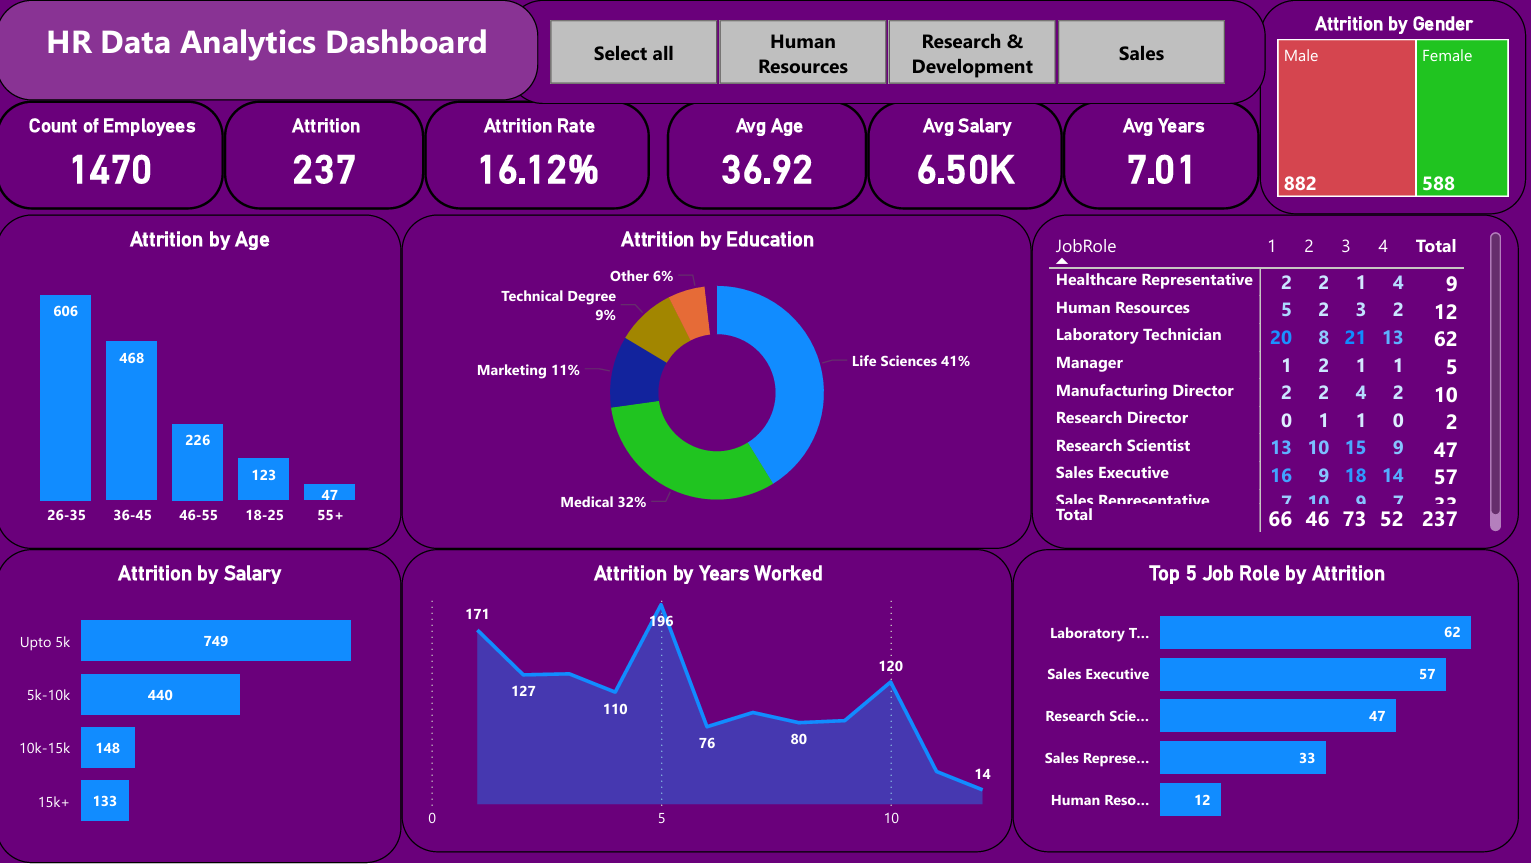 HR Data Analytics Dashboard
Select all
Human
Resources
Research &
Development
Sales
Attrition by Gender
Male
Female
882
588
Count of Employees
1470
Attrition
237
Attrition Rate
16.12%
Avg Age
36.92
Avg Salary
6.50K
Avg Years
7.01
Attrition by Age
606
468
226
123
47
26-35 36-45 46-55 18-25 55+
Attrition by Education
Other 6%
Technical Degree
9%
Marketing 11%
Life Sciences 41%
Medical 32%
JobRole 1 2 3 4 Total
Healthcare Representative 2 2 1 4 9
Human Resources 5 2 3 2 12
Laboratory Technician 20 8 21 13 62
Manager 1 2 1 1 5
Manufacturing Director 2 2 4 2 10
Research Director 0 1 1 0 2
Research Scientist 13 10 15 9 47
Sales Executive 16 9 18 14 57
Sales Representative 7 10 9 7 33
Total 66 46 73 52 237
Attrition by Salary
Upto 5k 749
5k-10k 440
10k-15k 148
15k+ 133
Attrition by Years Worked
171
127
110
196
76
80
120
14
0 5 10
Top 5 Job Role by Attrition
Laboratory T... 62
Sales Executive 57
Research Scie... 47
Sales Represe... 33
Human Reso... 12